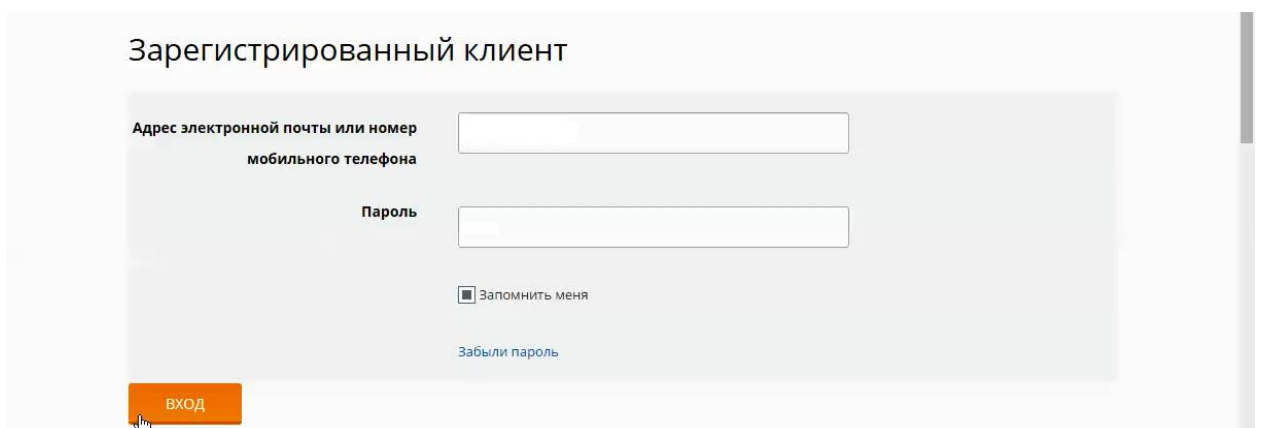 Зарегистрированный клиент
Адрес электронной почты или номер
мобильного телефона
Пароль
Запомнить меня
Забыли пароль
ВХОД